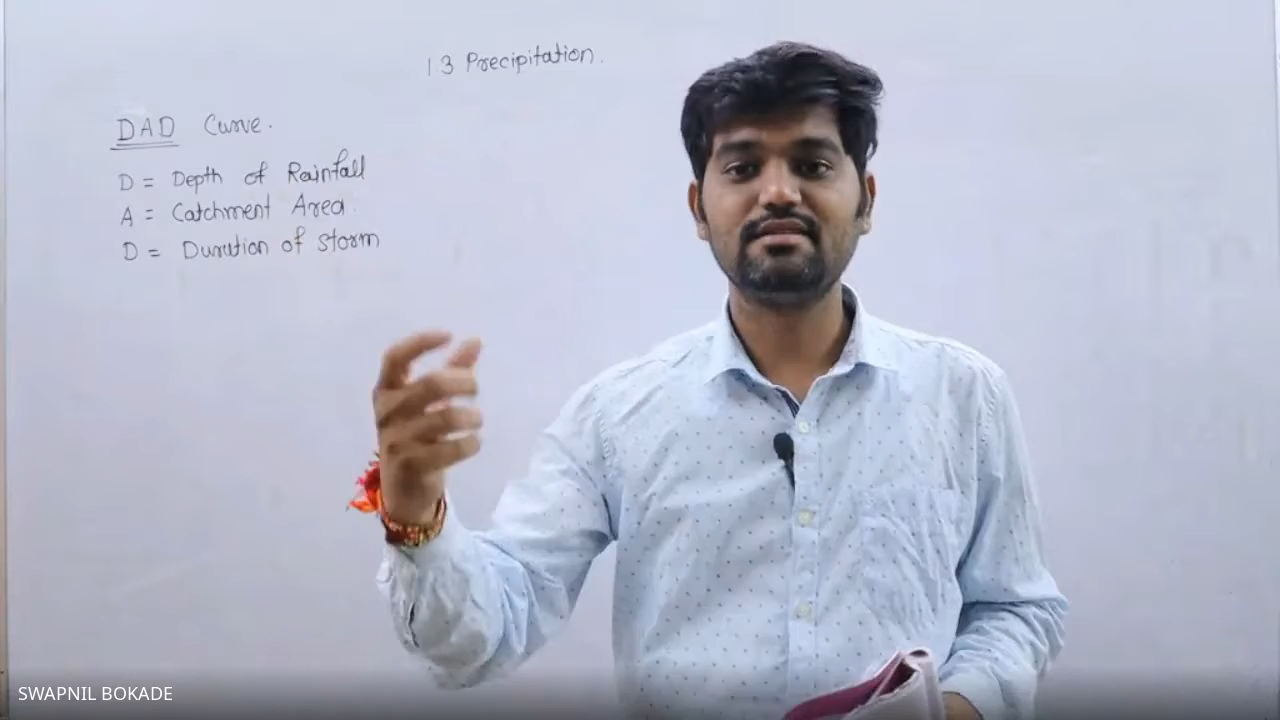 1.3 Precipitation.
DAD Curve.
D = Depth of Rainfall
A = Catchment Area.
D = Duration of Storm
SWAPNIL BOKADE